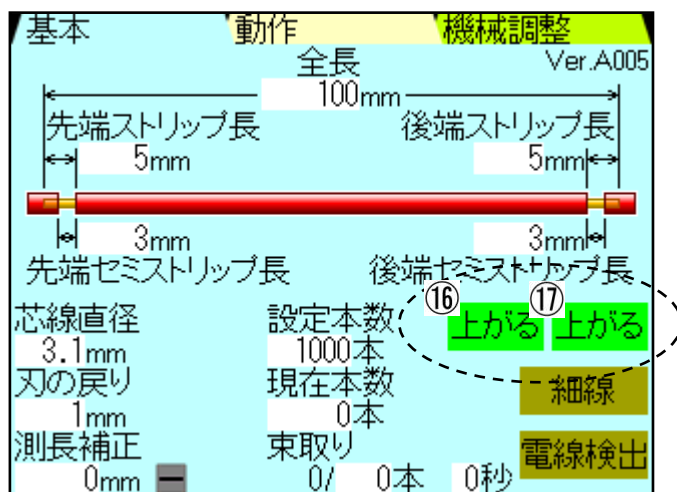 基本 動作 機械調整
全長 Ver.A005
100mm
先端ストリップ長 後端ストリップ長
5mm 5mm
3mm 3mm
先端セミストリップ長 後端セミストリップ長
⑯ ⑰
芯線直径 設定本数 上がる 上がる
3.1mm 1000本
刃の戻り 現在本数 細線
1mm 0本
測長補正 束取り 電線検出
0mm ー 0/ 0本 0秒